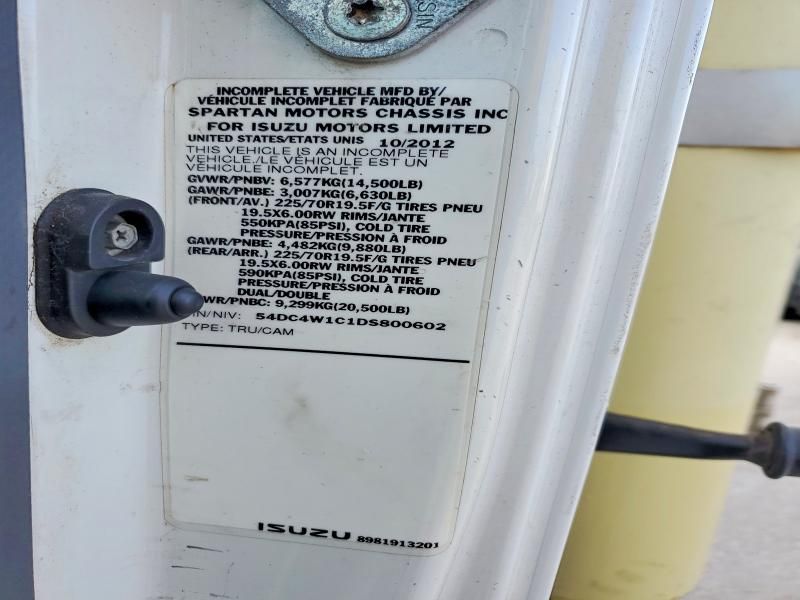 INCOMPLETE VEHICLE MFD BY/
VÉHICULE INCOMPLET FABRIQUÉ PAR
SPARTAN MOTORS CHASSIS INC
FOR ISUZU MOTORS LIMITED
UNITED STATES/ETATS UNIS 10/2012
THIS VEHICLE IS AN INCOMPLETE
VEHICLE./LE VÉHICULE EST UN
VÉHICULE INCOMPLET.
GVWR/PNBV: 6,577KG(14,500LB)
GAWR/PNBE: 3,007KG(6,630LB)
(FRONT/AV.) 225/70R19.5F/G TIRES PNEU
19.5X6.00RW RIMS/JANTE
550KPA(85PSI), COLD TIRE
PRESSURE/PRESSION À FROID
GAWR/PNBE: 4,482KG(9,880LB)
(REAR/ARR.) 225/70R19.5F/G TIRES PNEU
19.5X6.00RW RIMS/JANTE
590KPA(85PSI), COLD TIRE
PRESSURE/PRESSION À FROID
DUAL/DOUBLE
WR/PNBC: 9,299KG(20,500LB)
IN/NIV: 54DC4W1C1DS800602
TYPE: TRU/CAM
ISUZU 8981913201